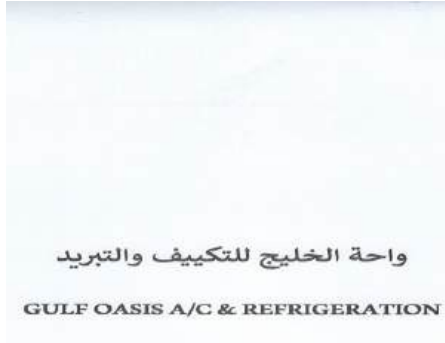 واحة الخليج للتكييف والتبريد
GULF OASIS A/C & REFRIGERATION